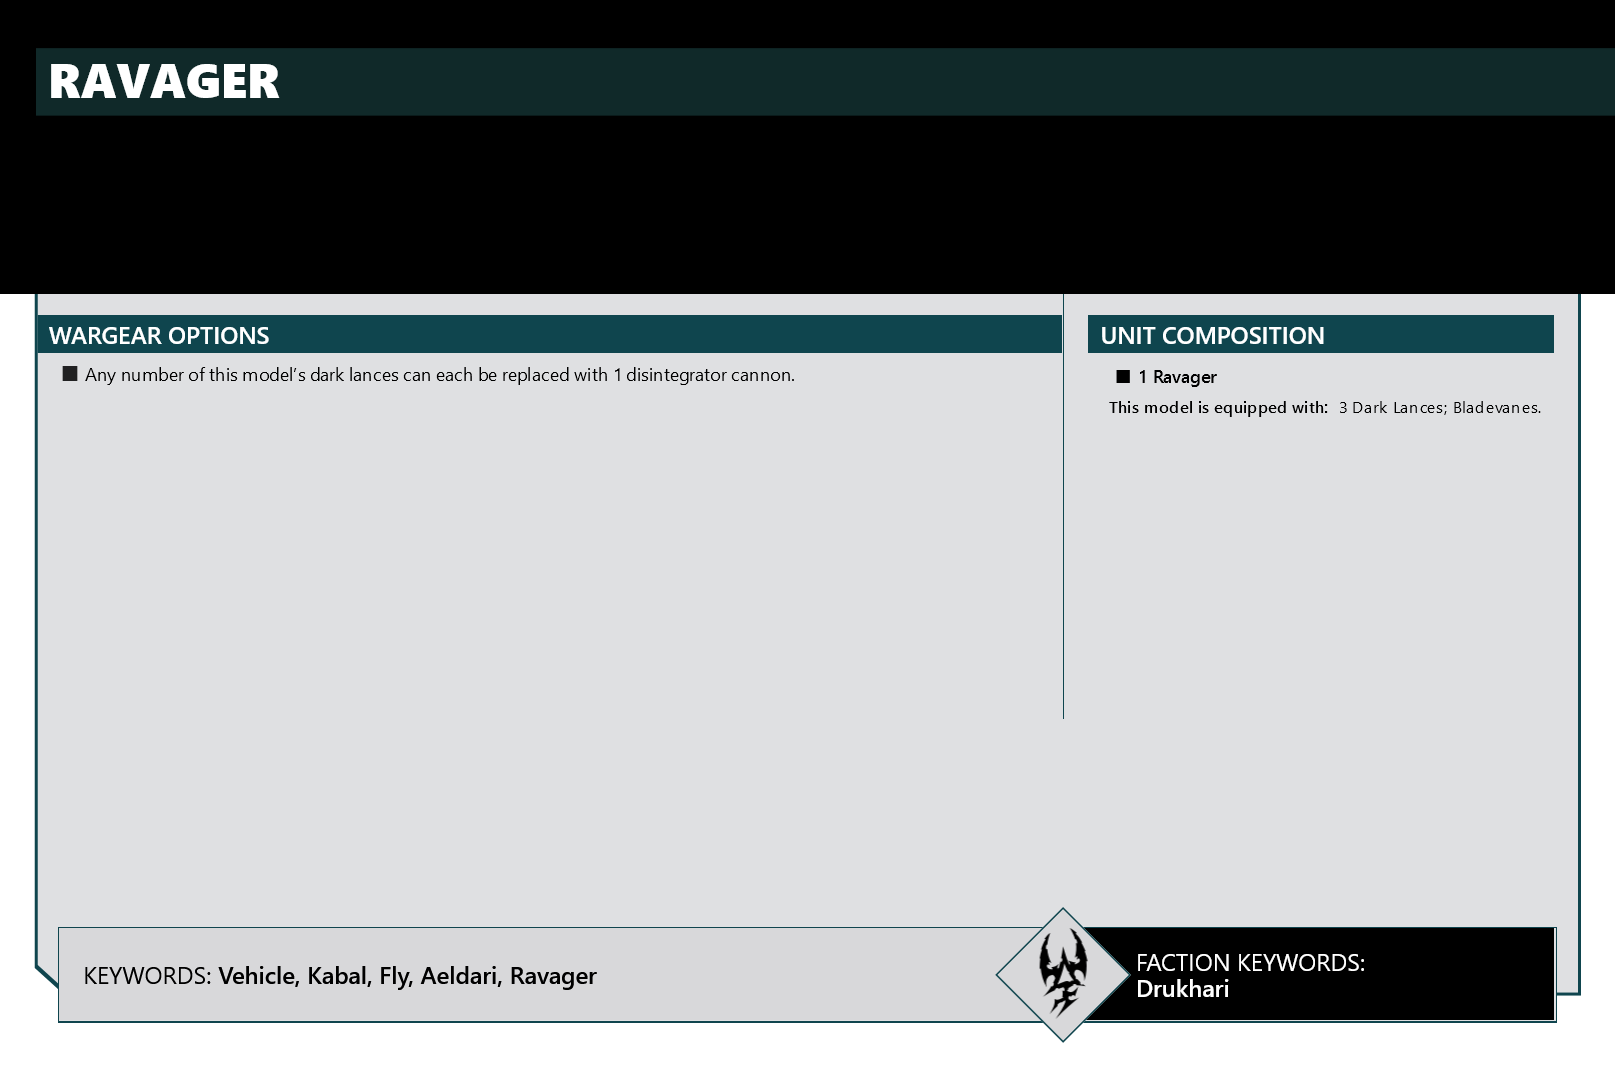 RAVAGER
WARGEAR OPTIONS
■ Any number of this model’s dark lances can each be replaced with 1 disintegrator cannon.
UNIT COMPOSITION
■ 1 Ravager
This model is equipped with: 3 Dark Lances; Bladevanes.
KEYWORDS: Vehicle, Kabal, Fly, Aeldari, Ravager
FACTION KEYWORDS:
Drukhari